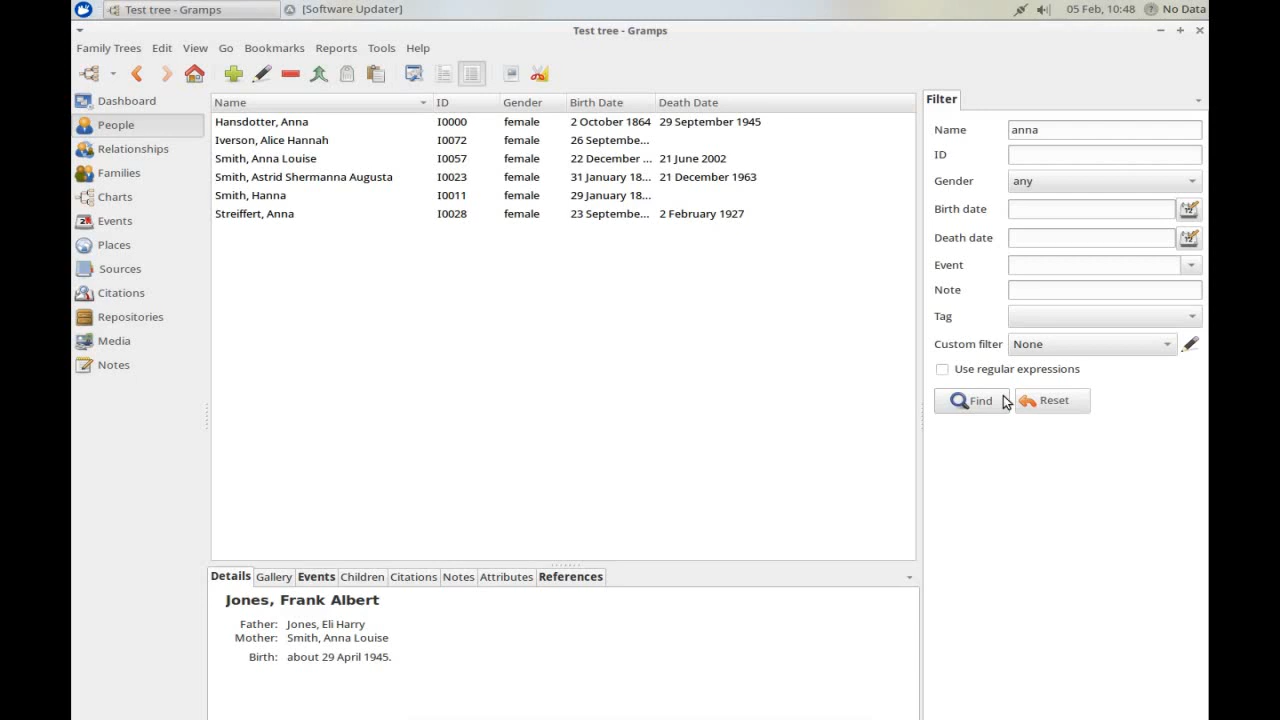 Test tree - Gramps
[Software Updater]
05 Feb, 10:48
No Data
Test tree - Gramps
Family Trees Edit View Go Bookmarks Reports Tools Help
Dashboard
People
Relationships
Families
Charts
Events
Places
Sources
Citations
Repositories
Media
Notes
Name ID Gender Birth Date Death Date
Hansdotter, Anna I0000 female 2 October 1864 29 September 1945
Iverson, Alice Hannah I0072 female 26 Septembe...
Smith, Anna Louise I0057 female 22 December ... 21 June 2002
Smith, Astrid Shermanna Augusta I0023 female 31 January 18... 21 December 1963
Smith, Hanna I0011 female 29 January 18...
Streiffert, Anna I0028 female 23 Septembe... 2 February 1927
Filter
Name anna
ID
Gender any
Birth date
Death date
Event
Note
Tag
Custom filter None
Use regular expressions
Find Reset
Details Gallery Events Children Citations Notes Attributes References
Jones, Frank Albert
Father: Jones, Eli Harry
Mother: Smith, Anna Louise
Birth: about 29 April 1945.